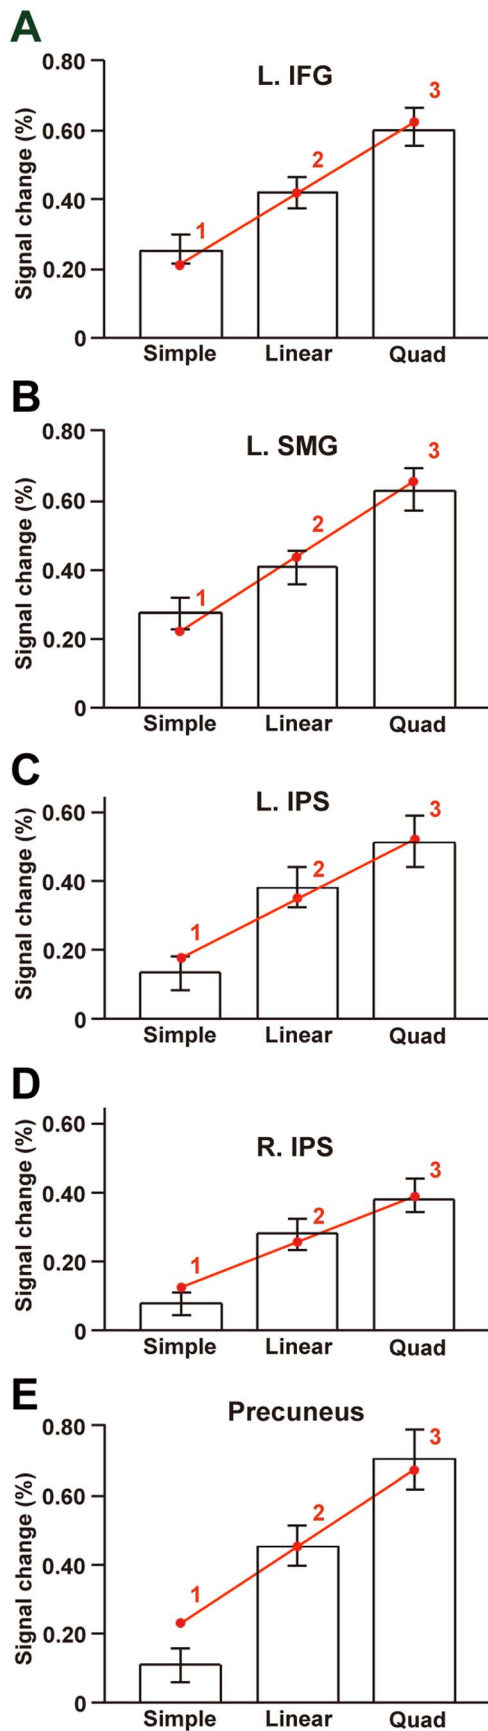 A
L. IFG
Signal change (%)
0.80
0.60
0.40
0.20
0
1
2
3
Simple Linear Quad
B
L. SMG
Signal change (%)
0.80
0.60
0.40
0.20
0
1
2
3
Simple Linear Quad
C
L. IPS
Signal change (%)
0.60
0.40
0.20
0
1
2
3
Simple Linear Quad
D
R. IPS
Signal change (%)
0.60
0.40
0.20
0
1
2
3
Simple Linear Quad
E
Precuneus
Signal change (%)
0.80
0.60
0.40
0.20
0
1
2
3
Simple Linear Quad